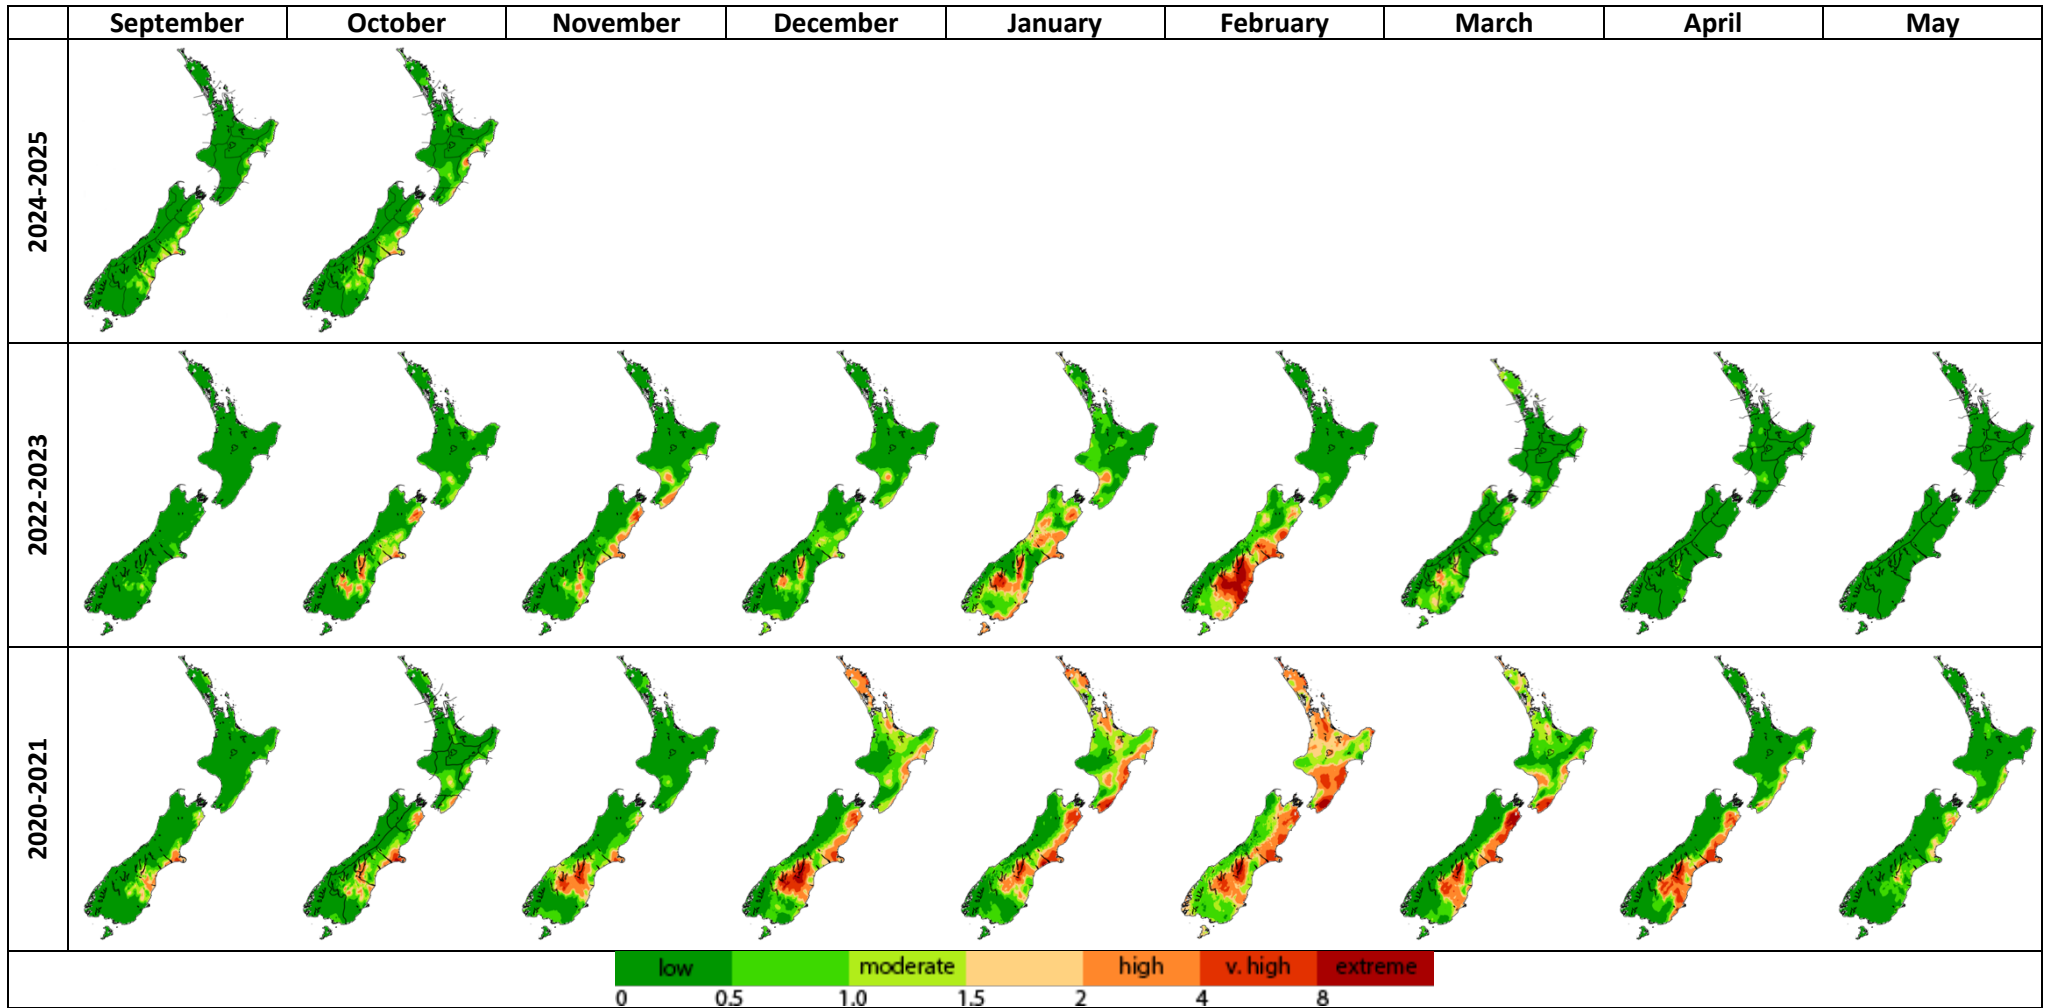 September October November December January February March April May
2024-2025
2022-2023
2020-2021
low moderate high v. high extreme
0 0.5 1.0 1.5 2 4 8